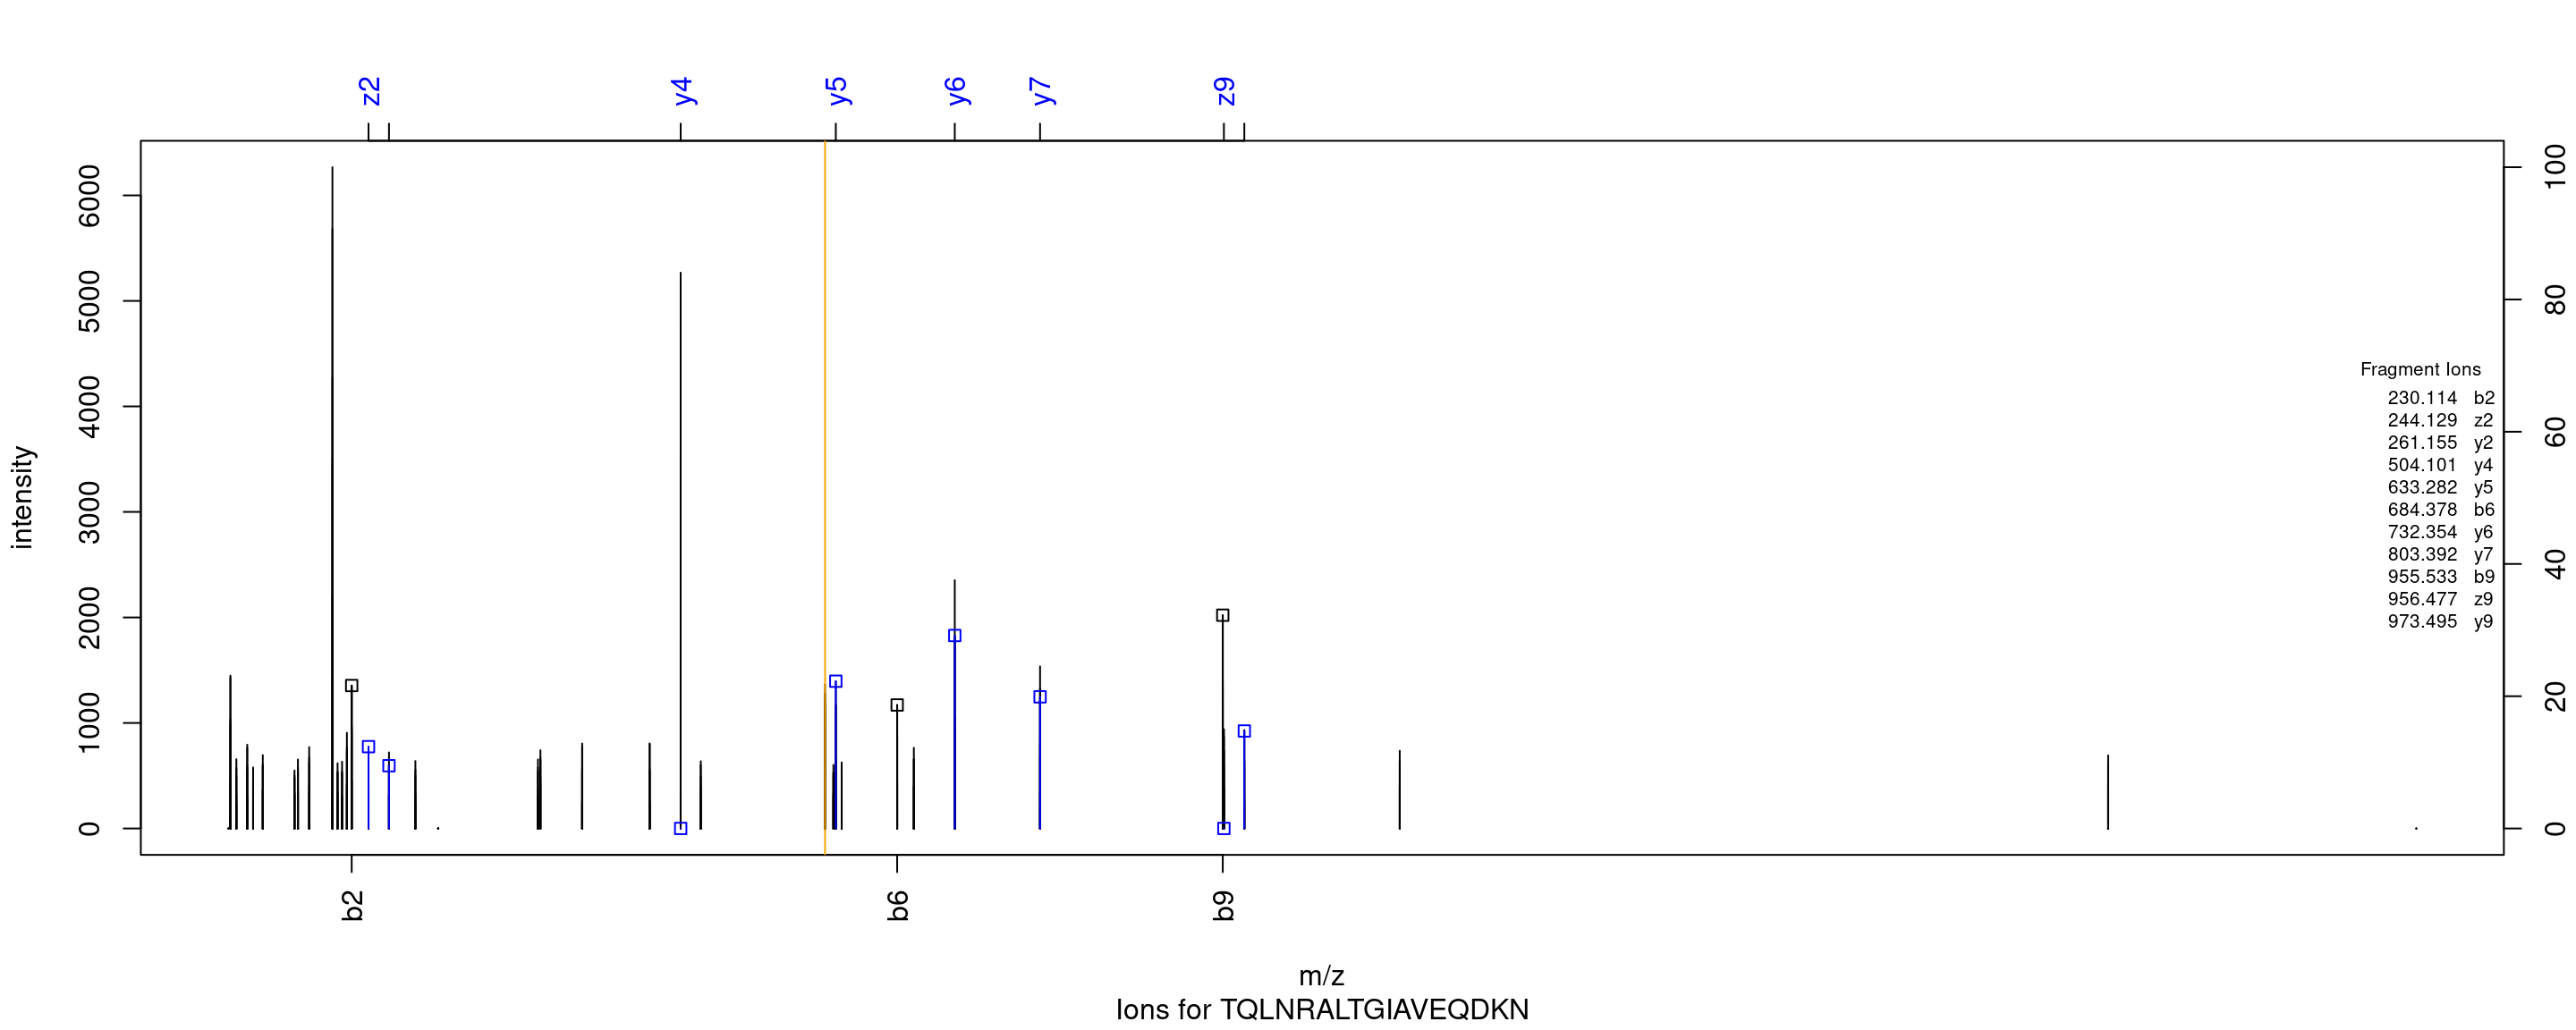 z2 y4 y5 y6 y7 z9
intensity
6000
5000
4000
3000
2000
1000
0
100
80
60
40
20
0
Fragment Ions
230.114 b2
244.129 z2
261.155 y2
504.101 y4
633.282 y5
684.378 b6
732.354 y6
803.392 y7
955.533 b9
956.477 z9
973.495 y9
b2 b6 b9
m/z
Ions for TQLNRALTGIAVEQDKN